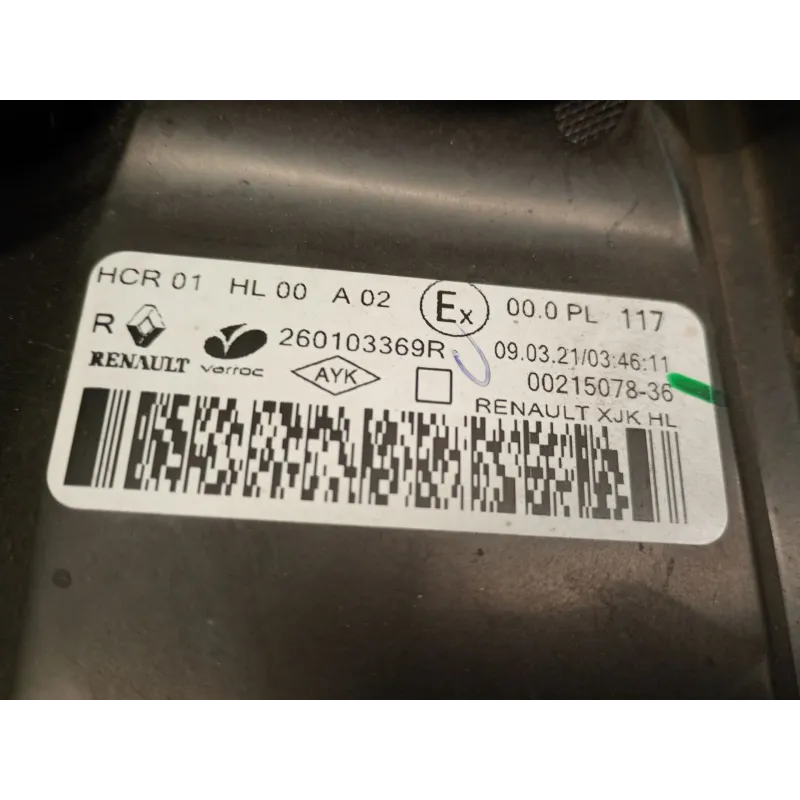 HCR 01 HL 00 A 02 Ex 00.0 PL 117
R RENAULT varroc 260103369R 09.03.21/03:46:11
AYK 00215078-36
RENAULT XJK HL